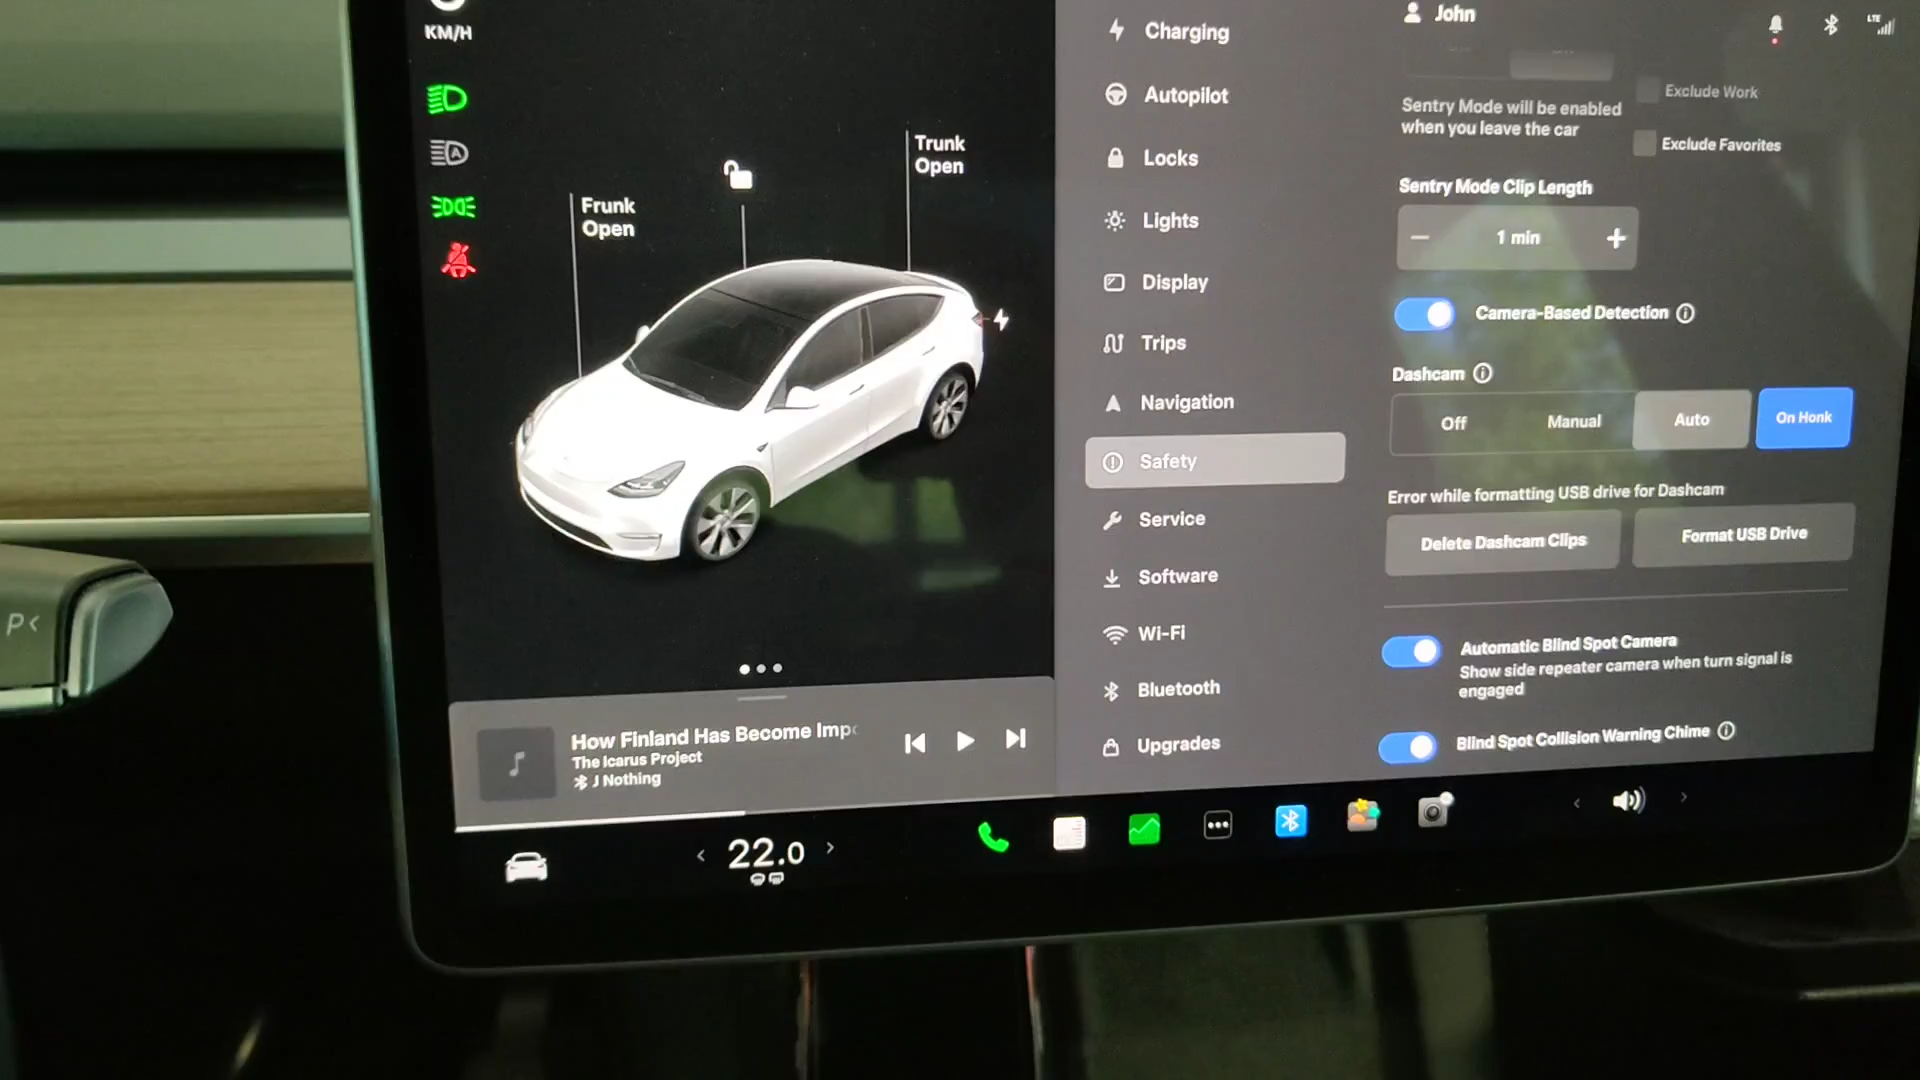 KM/H
Frunk
Open
Trunk
Open
How Finland Has Become Imp
The Icarus Project
J Nothing
22.0
P<
Charging
Autopilot
Locks
Lights
Display
Trips
Navigation
Safety
Service
Software
Wi-Fi
Bluetooth
Upgrades
John
LTE
Sentry Mode will be enabled
when you leave the car
Exclude Work
Exclude Favorites
Sentry Mode Clip Length
1 min
Camera-Based Detection
Dashcam
Off Manual Auto On Honk
Error while formatting USB drive for Dashcam
Delete Dashcam Clips Format USB Drive
Automatic Blind Spot Camera
Show side repeater camera when turn signal is
engaged
Blind Spot Collision Warning Chime